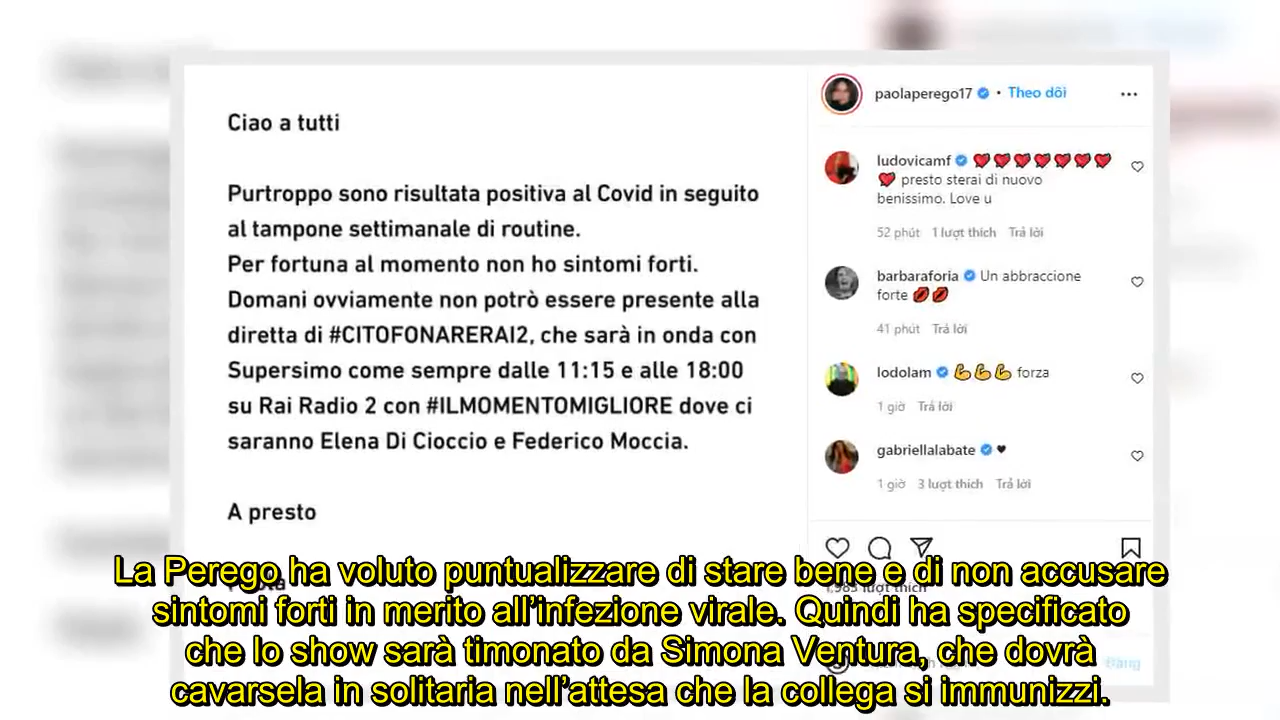 Ciao a tutti
Purtroppo sono risultata positiva al Covid in seguito
al tampone settimanale di routine.
Per fortuna al momento non ho sintomi forti.
Domani ovviamente non potrò essere presente alla
diretta di #CITOFONARERAI2, che sarà in onda con
Supersimo come sempre dalle 11:15 e alle 18:00
su Rai Radio 2 con #ILMOMENTOMIGLIORE dove ci
saranno Elena Di Cioccio e Federico Moccia.
A presto
paolaperego17 • Theo dõi
ludovicamf ❤️❤️❤️❤️❤️❤️❤️
❤️ presto sterai di nuovo
benissimo. Love u
52 phút 1 lượt thích Trả lời
barbaraforia Un abbraccione
forte 💋💋
41 phút Trả lời
lodolam 💪💪💪 forza
1 giờ Trả lời
gabriellalabate ♥
1 giờ 3 lượt thích Trả lời
1,983 lượt thích
Đăng
La Perego ha voluto puntualizzare di stare bene e di non accusare
sintomi forti in merito all'infezione virale. Quindi ha specificato
che lo show sarà timonato da Simona Ventura, che dovrà
cavarsela in solitaria nell'attesa che la collega si immunizzi.